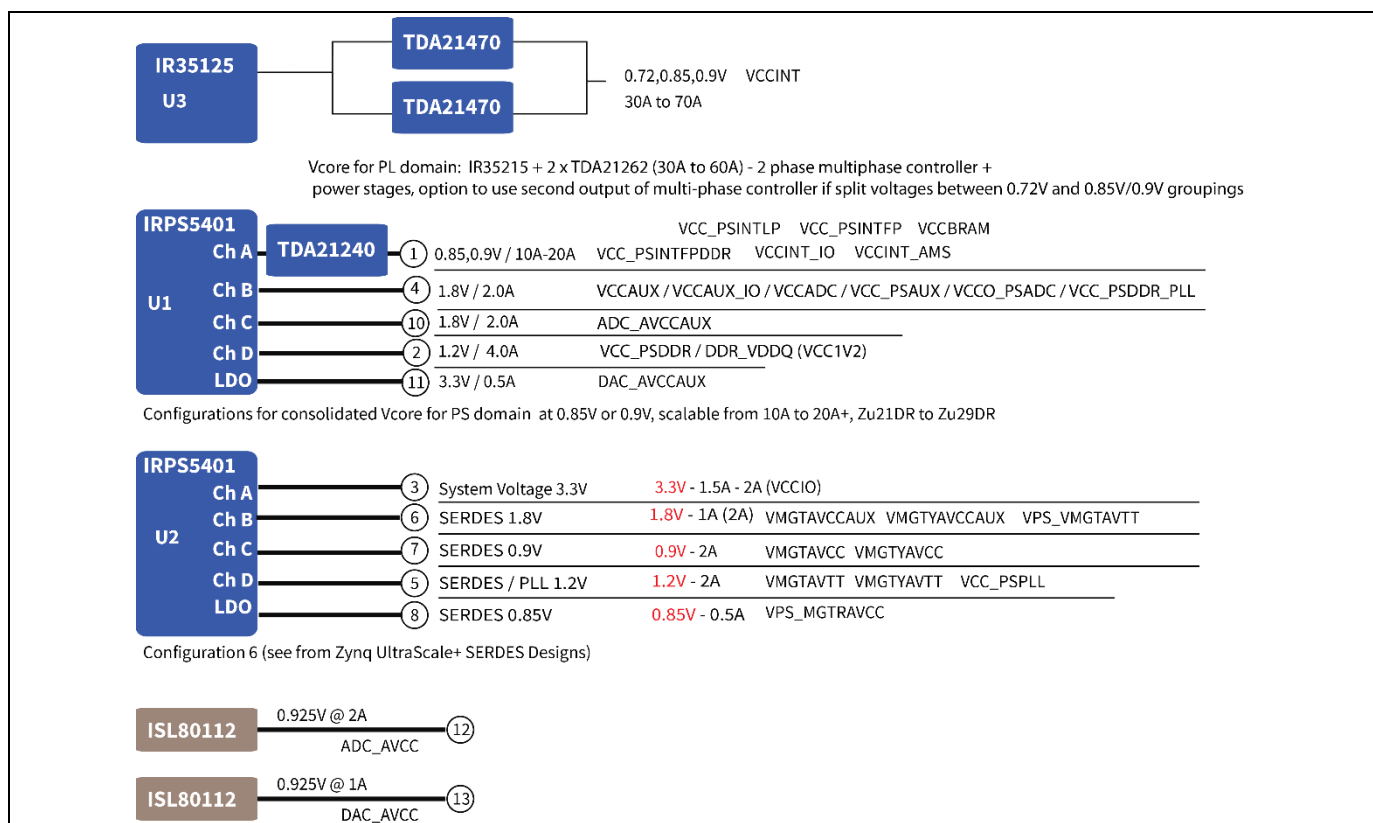 IR35125
U3
TDA21470
TDA21470
0.72,0.85,0.9V VCCINT
30A to 70A
Vcore for PL domain: IR35215 + 2 x TDA21262 (30A to 60A) - 2 phase multiphase controller +
power stages, option to use second output of multi-phase controller if split voltages between 0.72V and 0.85V/0.9V groupings
IRPS5401
U1
VCC_PSINTLP VCC_PSINTFP VCCBRAM
Ch A TDA21240 1 0.85,0.9V / 10A-20A VCC_PSINTFPDDR VCCINT_IO VCCINT_AMS
Ch B 4 1.8V / 2.0A VCCAUX / VCCAUX_IO / VCCADC / VCC_PSAUX / VCCO_PSADC / VCC_PSDDR_PLL
Ch C 10 1.8V / 2.0A ADC_AVCCAUX
Ch D 2 1.2V / 4.0A VCC_PSDDR / DDR_VDDQ (VCC1V2)
LDO 11 3.3V / 0.5A DAC_AVCCAUX
Configurations for consolidated Vcore for PS domain at 0.85V or 0.9V, scalable from 10A to 20A+, Zu21DR to Zu29DR
IRPS5401
U2
Ch A 3 System Voltage 3.3V 3.3V - 1.5A - 2A (VCCIO)
Ch B 6 SERDES 1.8V 1.8V - 1A (2A) VMGTAVCCAUX VMGTYAVCCAUX VPS_VMGTAVTT
Ch C 7 SERDES 0.9V 0.9V - 2A VMGTAVCC VMGTYAVCC
Ch D 5 SERDES / PLL 1.2V 1.2V - 2A VMGTAVTT VMGTYAVTT VCC_PSPLL
LDO 8 SERDES 0.85V 0.85V - 0.5A VPS_MGTRAVCC
Configuration 6 (see from Zynq UltraScale+ SERDES Designs)
ISL80112 0.925V @ 2A 12
ADC_AVCC
ISL80112 0.925V @ 1A 13
DAC_AVCC